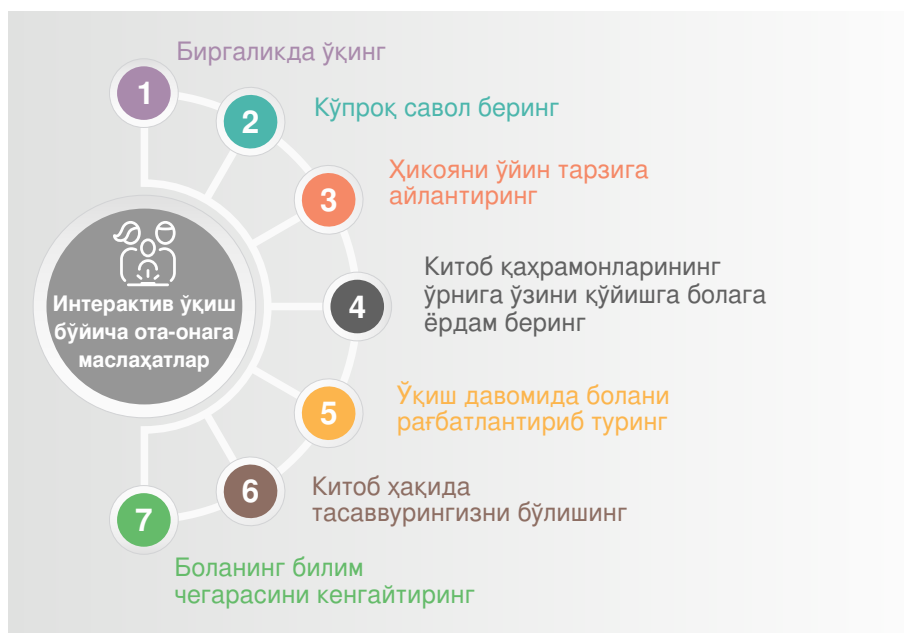 Биргаликда ўқинг
1
2
Кўпроқ савол беринг
3
Ҳикояни ўйин тарзига
айлантиринг
Интерактив ўқиш
бўйича ота-онага
маслаҳатлар
4
Китоб қаҳрамонларининг
ўрнига ўзини қўйишга болага
ёрдам беринг
5
Ўқиш давомида болани
рағбатлантириб туринг
6
Китоб ҳақида
тасаввурингизни бўлишинг
7
Боланинг билим
чегарасини кенгайтиринг